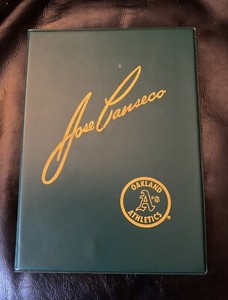 Jose Canseco
OAKLAND
A's
ATHLETICS
®